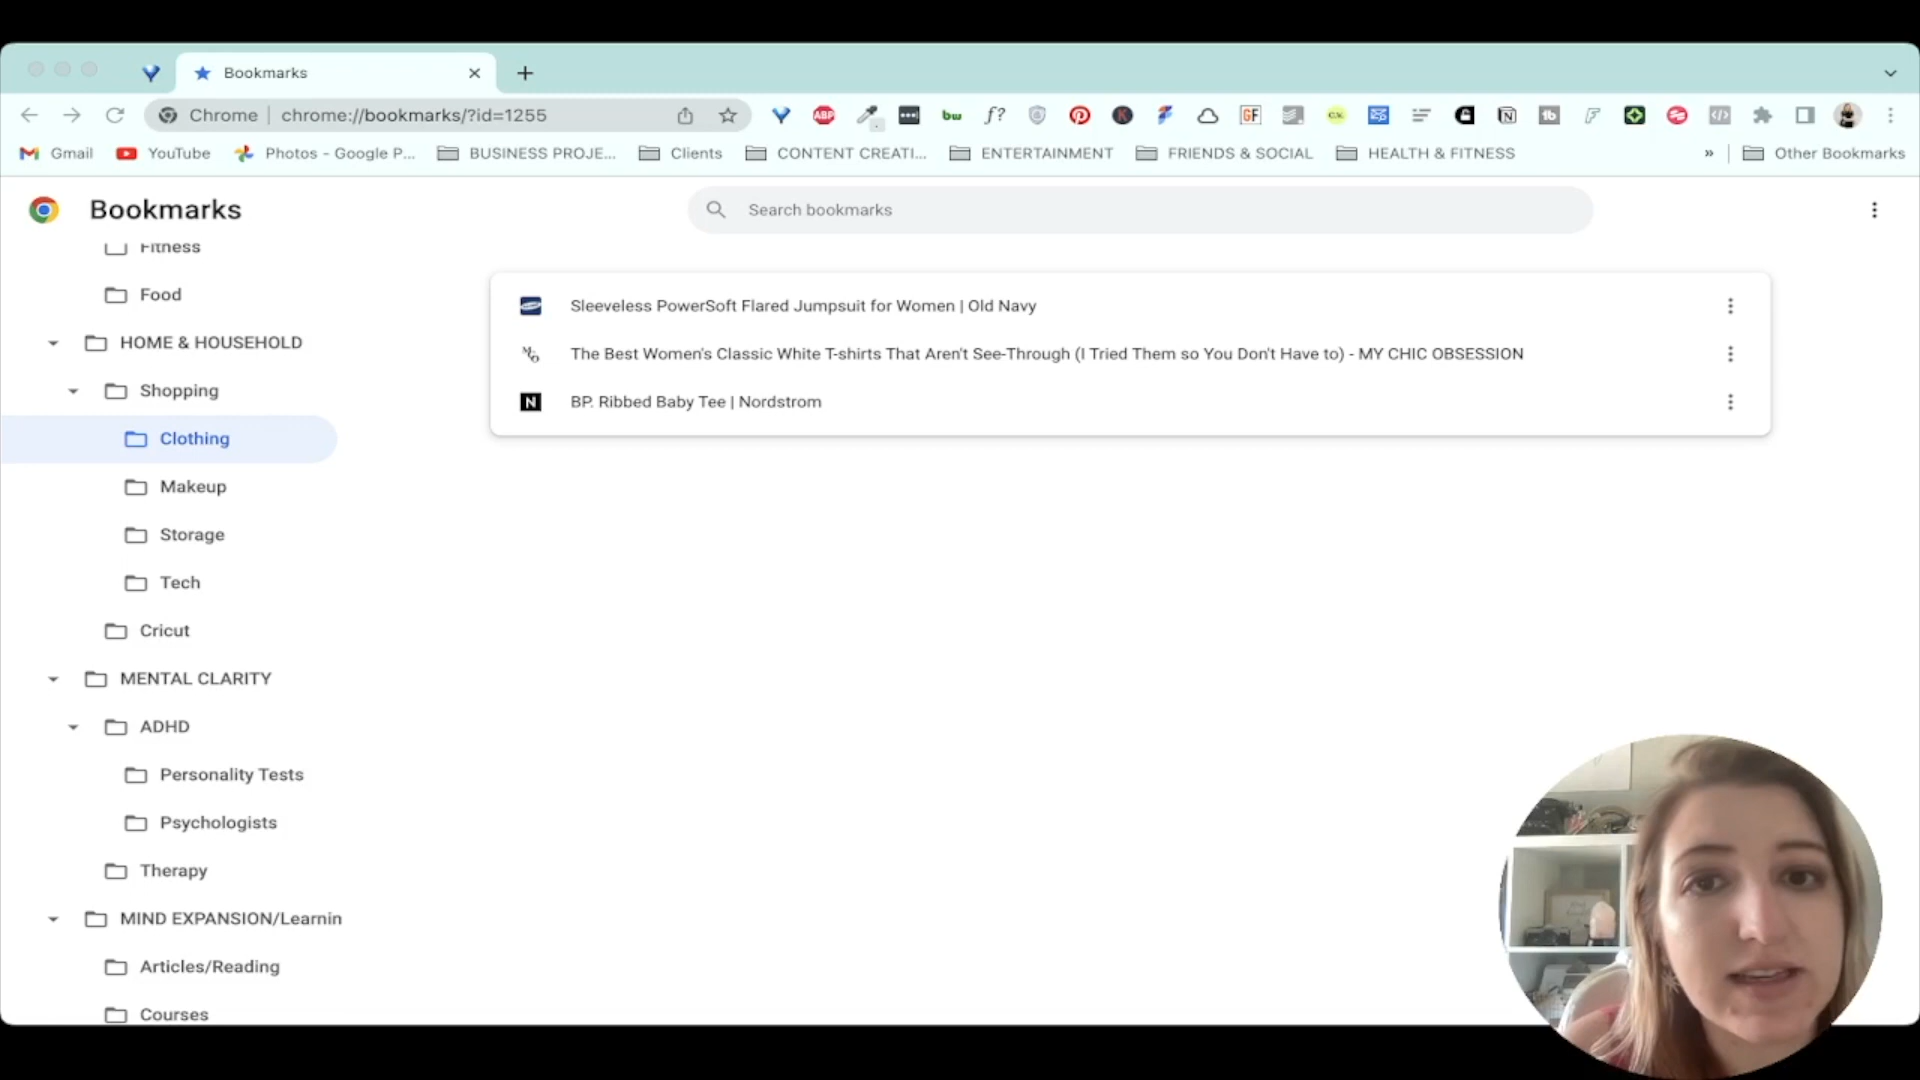 Bookmarks
Chrome chrome://bookmarks/?id=1255
ABP
bw
f?
GF
Gmail YouTube Photos - Google P... BUSINESS PROJE... Clients CONTENT CREATI... ENTERTAINMENT FRIENDS & SOCIAL HEALTH & FITNESS » Other Bookmarks
Bookmarks Search bookmarks
Fitness
Food
HOME & HOUSEHOLD
Shopping
Clothing
Makeup
Storage
Tech
Cricut
MENTAL CLARITY
ADHD
Personality Tests
Psychologists
Therapy
MIND EXPANSION/Learnin
Articles/Reading
Courses
Sleeveless PowerSoft Flared Jumpsuit for Women | Old Navy
The Best Women's Classic White T-shirts That Aren't See-Through (I Tried Them so You Don't Have to) - MY CHIC OBSESSION
N BP. Ribbed Baby Tee | Nordstrom